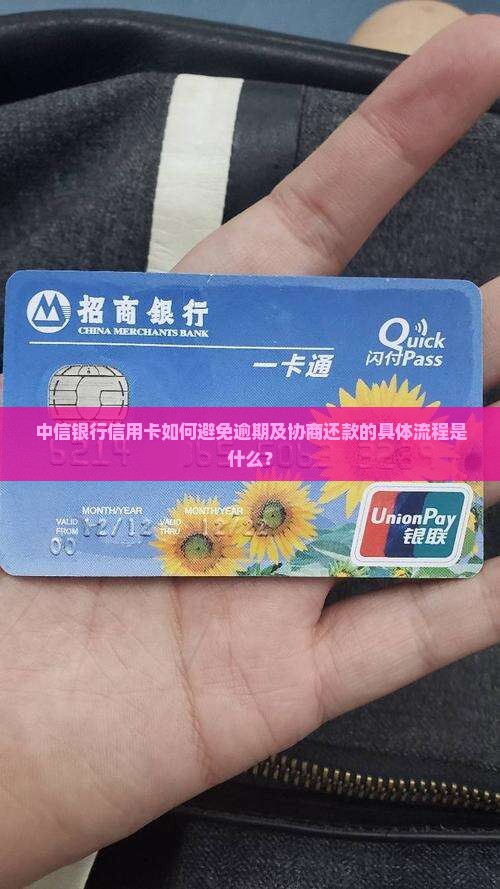 招商银行
CHINA MERCHANTS BANK
Quick
闪付Pass
一卡通
中信银行信用卡如何避免逾期及协商还款的具体流程是
什么?
MONTH/YEAR
MONTH/YEAR
VALID
FROM
12/12
VALID
THRU
12/22
00
UnionPay
银联